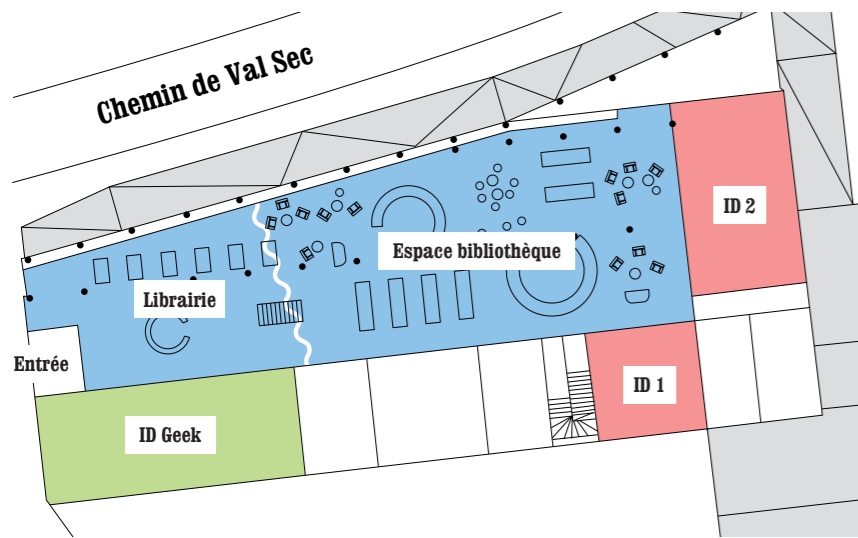 Chemin de Val Sec
ID 2
Espace bibliothèque
Librairie
Entrée
ID 1
ID Geek